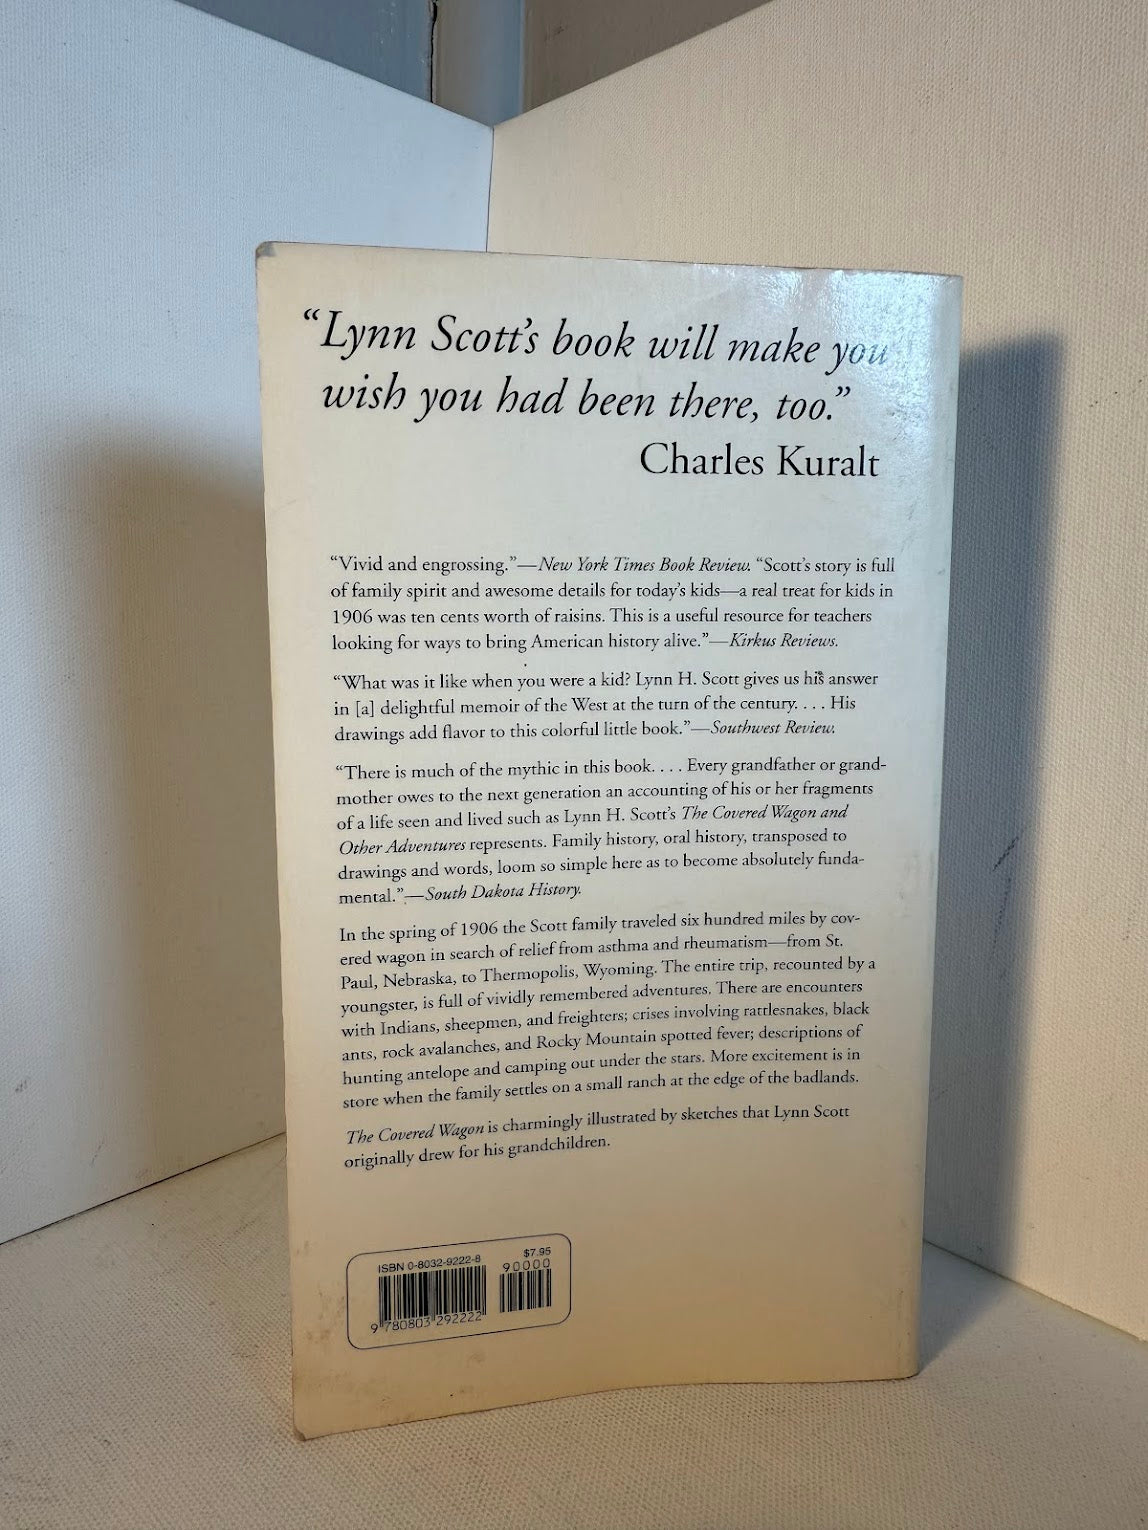 “Lynn Scott’s book will make you
wish you had been there, too.”
Charles Kuralt
“Vivid and engrossing.”—New York Times Book Review. “Scott’s story is full
of family spirit and awesome details for today’s kids—a real treat for kids in
1906 was ten cents worth of raisins. This is a useful resource for teachers
looking for ways to bring American history alive.”—Kirkus Reviews.
“What was it like when you were a kid? Lynn H. Scott gives us his answer
in [a] delightful memoir of the West at the turn of the century. . . . His
drawings add flavor to this colorful little book.”—Southwest Review.
“There is much of the mythic in this book. . . . Every grandfather or grand-
mother owes to the next generation an accounting of his or her fragments
of a life seen and lived such as Lynn H. Scott’s The Covered Wagon and
Other Adventures represents. Family history, oral history, transposed to
drawings and words, loom so simple here as to become absolutely funda-
mental.”—South Dakota History.
In the spring of 1906 the Scott family traveled six hundred miles by cov-
ered wagon in search of relief from asthma and rheumatism—from St.
Paul, Nebraska, to Thermopolis, Wyoming. The entire trip, recounted by a
youngster, is full of vividly remembered adventures. There are encounters
with Indians, sheepmen, and freighters; crises involving rattlesnakes, black
ants, rock avalanches, and Rocky Mountain spotted fever; descriptions of
hunting antelope and camping out under the stars. More excitement is in
store when the family settles on a small ranch at the edge of the badlands.
The Covered Wagon is charmingly illustrated by sketches that Lynn Scott
originally drew for his grandchildren.
ISBN 0-8032-9222-8
$7.95
90000
9 780803 292222